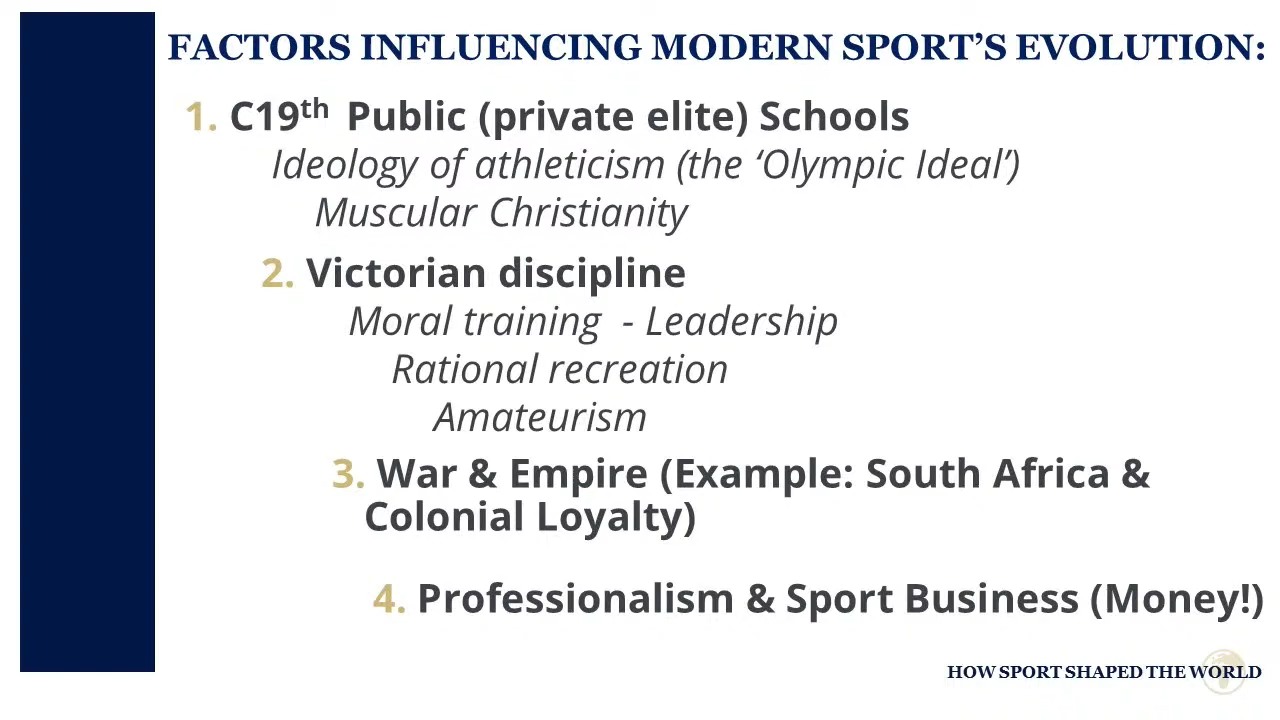 FACTORS INFLUENCING MODERN SPORT’S EVOLUTION:
1. C19th Public (private elite) Schools
Ideology of athleticism (the ‘Olympic Ideal’)
Muscular Christianity
2. Victorian discipline
Moral training - Leadership
Rational recreation
Amateurism
3. War & Empire (Example: South Africa &
Colonial Loyalty)
4. Professionalism & Sport Business (Money!)
HOW SPORT SHAPED THE WORLD